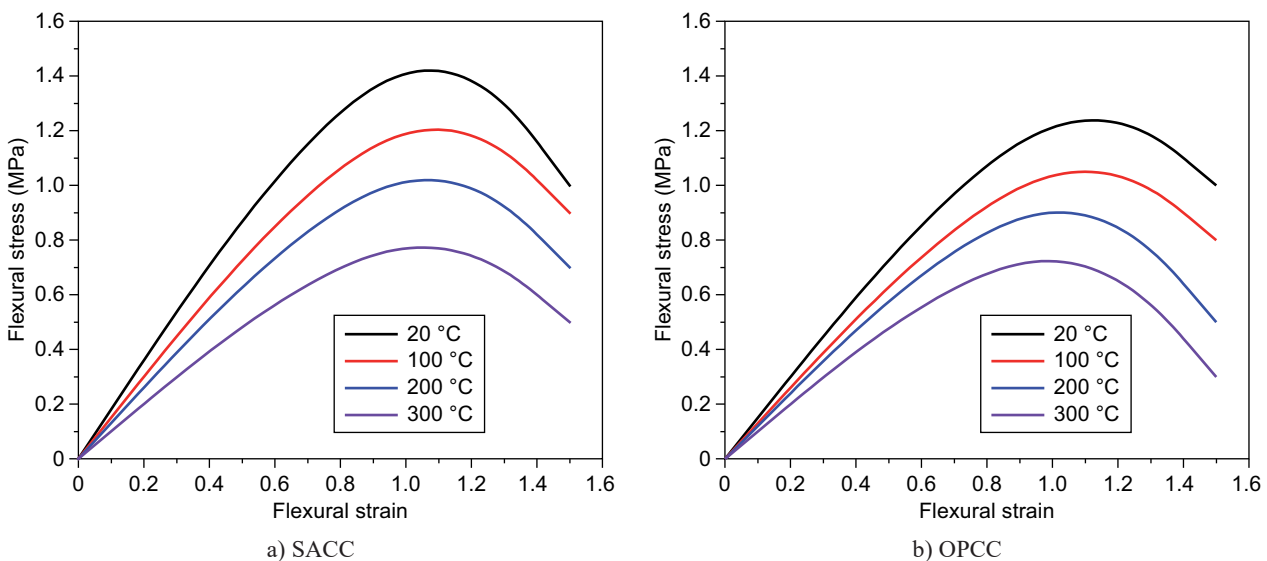 Flexural stress (MPa)
1.6
1.4
1.2
1.0
0.8
0.6
0.4
0.2
0
20 °C
100 °C
200 °C
300 °C
0 0.2 0.4 0.6 0.8 1.0 1.2 1.4 1.6
Flexural strain
a) SACC
Flexural stress (MPa)
1.6
1.4
1.2
1.0
0.8
0.6
0.4
0.2
0
20 °C
100 °C
200 °C
300 °C
0 0.2 0.4 0.6 0.8 1.0 1.2 1.4 1.6
Flexural strain
b) OPCC